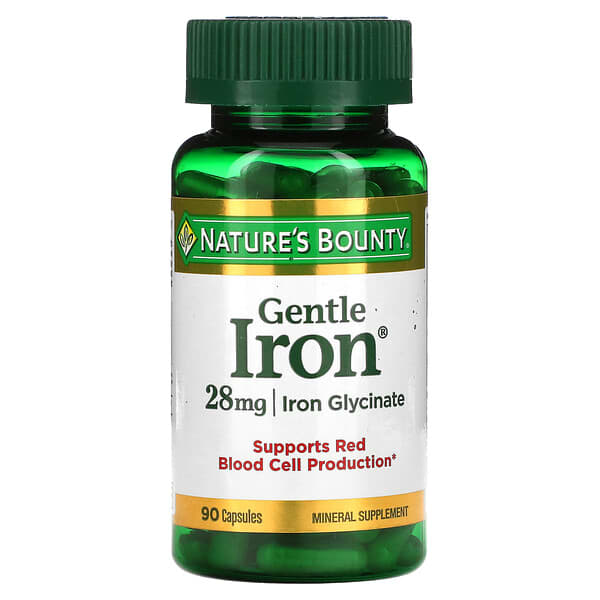 NATURE'S BOUNTY®
Gentle
Iron®
28mg | Iron Glycinate
Supports Red
Blood Cell Production*
90 Capsules MINERAL SUPPLEMENT